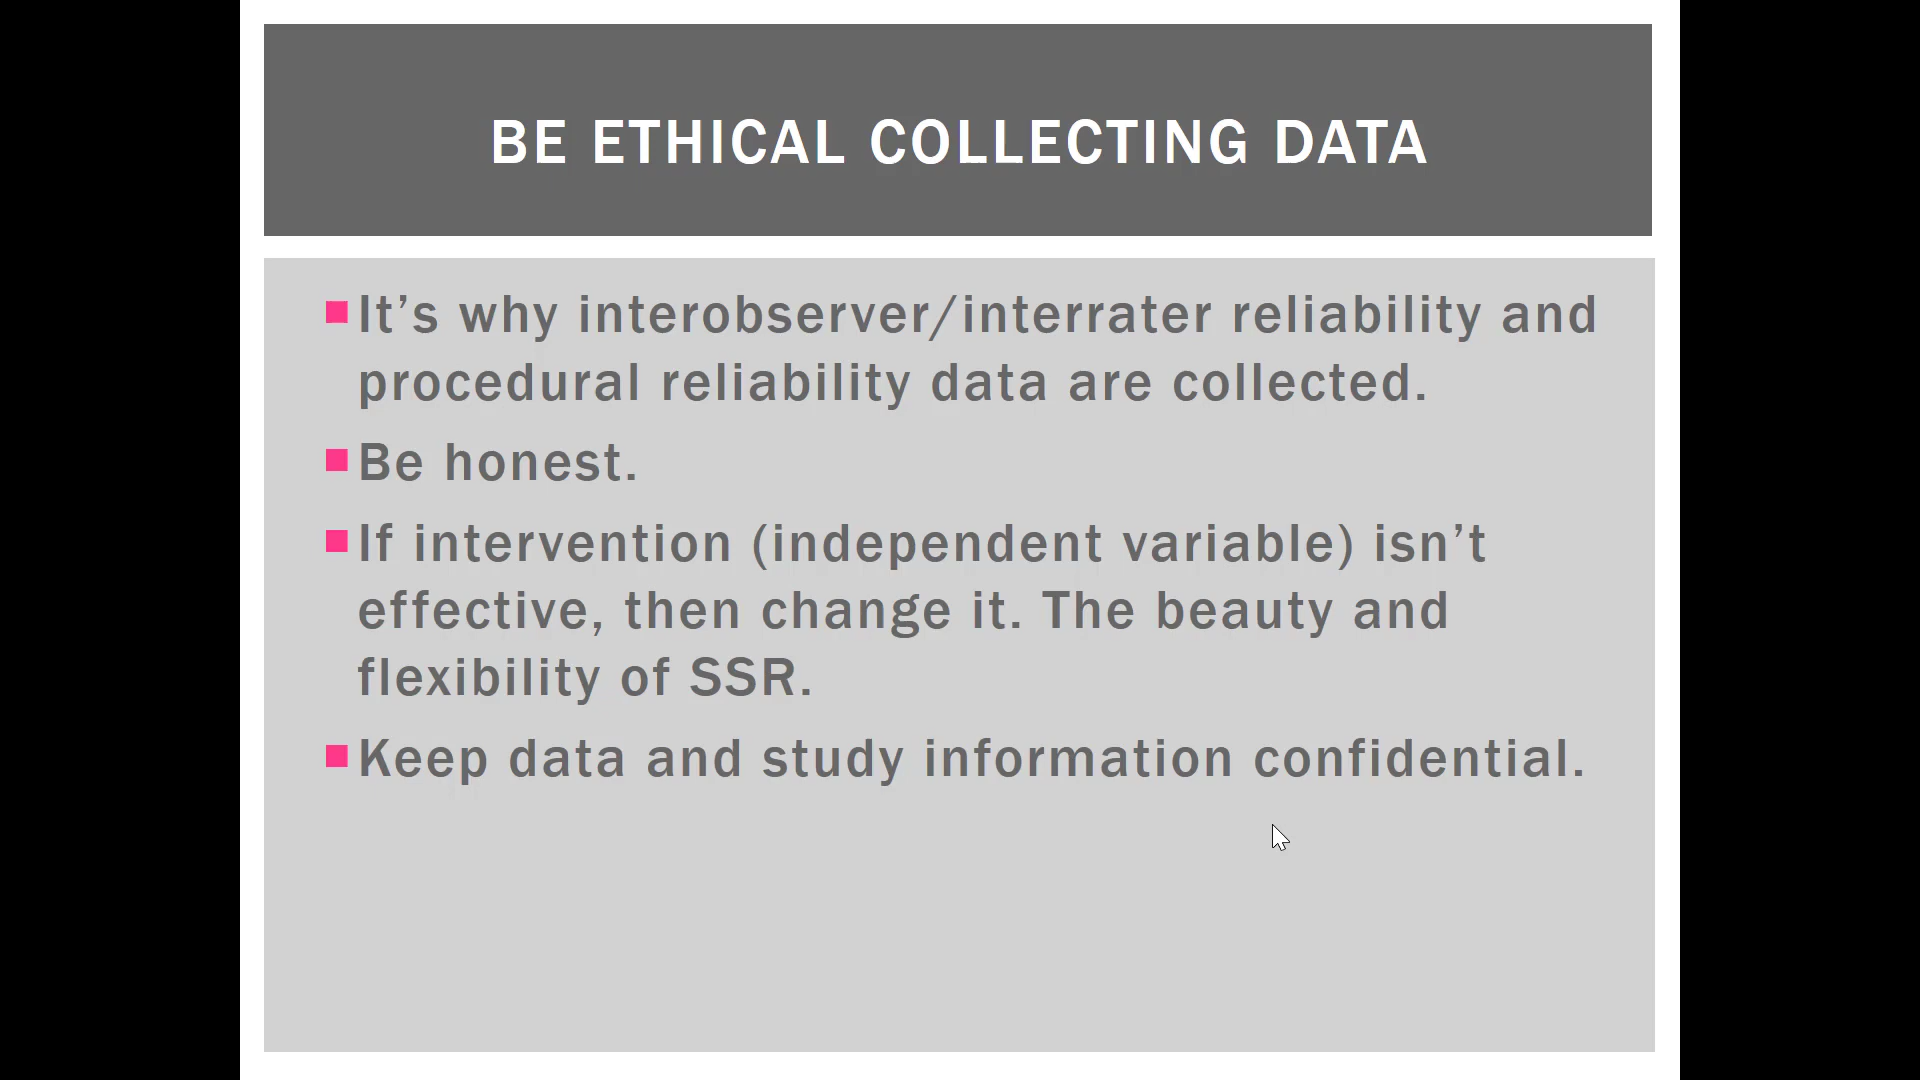 BE ETHICAL COLLECTING DATA
It’s why interobserver/interrater reliability and
procedural reliability data are collected.
Be honest.
If intervention (independent variable) isn’t
effective, then change it. The beauty and
flexibility of SSR.
Keep data and study information confidential.